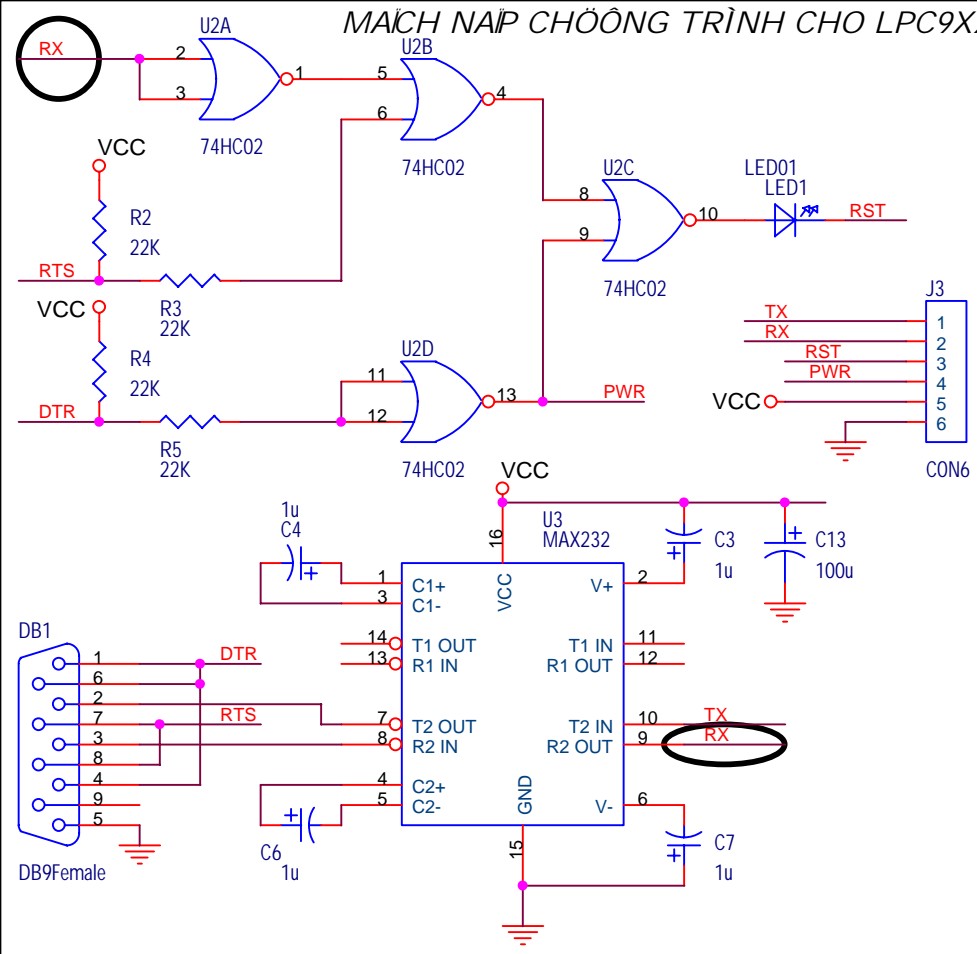 MAÏCH NAÏP CHÖÔNG TRÌNH CHO LPC9X
U2A
RX
2
3
1
74HC02
U2B
5
6
4
74HC02
VCC
R2
22K
RTS
R3
22K
U2C
8
9
10
74HC02
LED01
LED1
RST
VCC
R4
22K
DTR
R5
22K
U2D
11
12
13
74HC02
PWR
J3
TX
1
RX
2
RST
3
PWR
4
VCC
5
6
CON6
VCC
1u
C4
16
U3
MAX232
C3
1u
C13
100u
1
C1+
3
C1-
VCC
V+
2
14
T1 OUT
13
R1 IN
T1 IN
11
R1 OUT
12
7
T2 OUT
8
R2 IN
T2 IN
10
TX
R2 OUT
9
RX
4
C2+
5
C2-
GND
V-
6
15
C6
1u
C7
1u
DB1
1
DTR
6
2
7
RTS
3
8
4
9
5
DB9Female